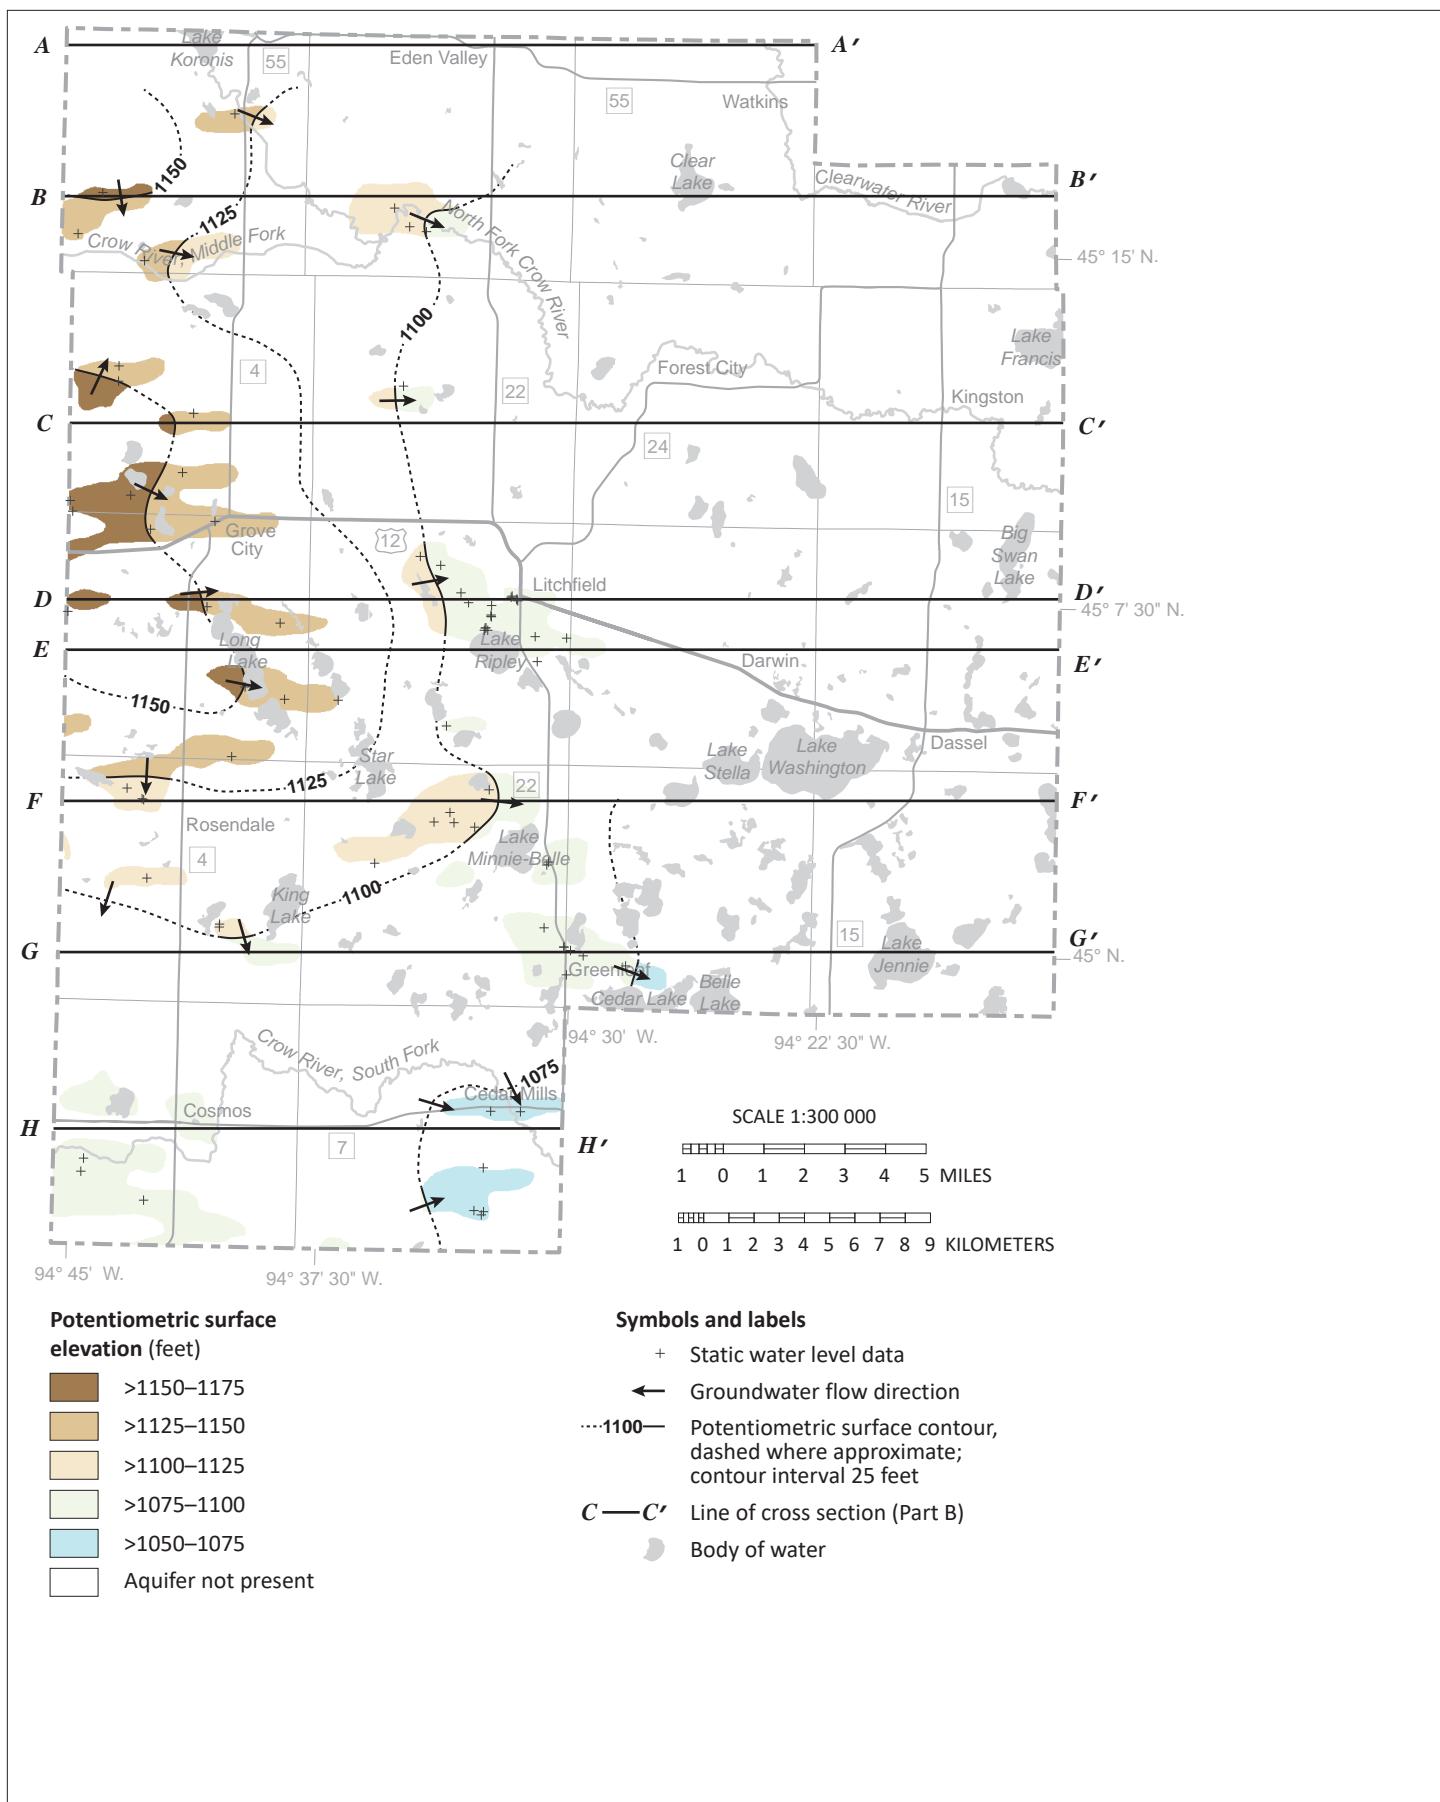 A
Lake
Koronis
55
Eden Valley
A′
55
Watkins
Clear
Lake
Clearwater River
1150
B
B′
1125
North Fork Crow River
Crow River, Middle Fork
45° 15' N.
1100
Lake
Francis
4
22
Forest City
Kingston
C
C′
24
15
Grove
City
12
Big
Swan
Lake
Litchfield
D
D′
45° 7' 30" N.
Long
Lake
Lake
Ripley
E
E′
Darwin
1150
Dassel
Star
Lake
Lake
Stella
Lake
Washington
1125
22
F
F′
Rosendale
Lake
Minnie-Belle
4
King
Lake
1100
15
G
G′
Lake
Jennie
45° N.
Greenleaf
Cedar Lake
Belle
Lake
94° 30' W.
94° 22' 30" W.
Crow River, South Fork
1075
Cedar Mills
Cosmos
H
H′
7
SCALE 1:300 000
1 0 1 2 3 4 5 MILES
1 0 1 2 3 4 5 6 7 8 9 KILOMETERS
94° 45' W.
94° 37' 30" W.
Potentiometric surface
elevation (feet)
>1150–1175
>1125–1150
>1100–1125
>1075–1100
>1050–1075
Aquifer not present
Symbols and labels
+ Static water level data
Groundwater flow direction
1100 Potentiometric surface contour,
dashed where approximate;
contour interval 25 feet
C C′ Line of cross section (Part B)
Body of water